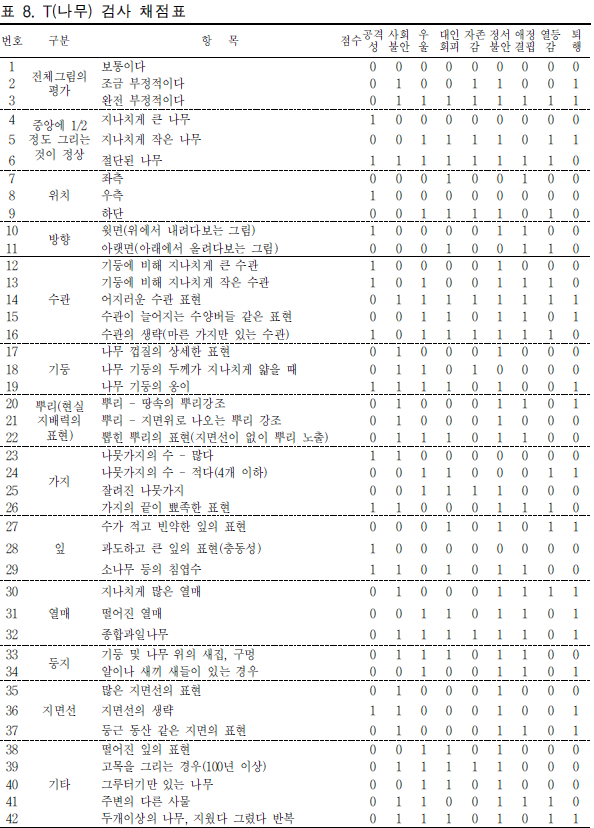 표 8. T(나무) 검사 채점표
번호 구분 항 목 점수 공격성 사회불안 우울 대인회피 자존감 정서불안 애정결핍 열등감 퇴행
1 전체그림의 평가 보통이다 0 0 0 0 0 0 0 0 0
2 조금 부정적이다 0 1 0 0 1 1 0 0 1
3 완전 부정적이다 0 1 1 1 1 1 1 1 1
4 중앙에 1/2 정도 그리는 것이 정상 지나치게 큰 나무 1 0 0 0 0 0 0 0 0
5 지나치게 작은 나무 0 0 1 1 1 1 0 1 1
6 절단된 나무 1 1 1 1 1 1 1 1 0
7 위치 좌측 0 0 0 1 0 0 1 0 0
8 우측 1 0 0 0 0 0 0 0 0
9 하단 0 0 1 1 1 1 0 1 0
10 방향 윗면(위에서 내려다보는 그림) 1 0 0 0 0 1 1 0 0
11 아랫면(아래에서 올려다보는 그림) 0 0 0 1 0 0 1 1 0
12 수관 기둥에 비해 지나치게 큰 수관 1 0 0 0 0 1 0 0 0
13 기둥에 비해 지나치게 작은 수관 1 0 1 0 0 1 1 1 0
14 어지러운 수관 표현 0 1 1 1 1 1 1 1 1
15 수관이 늘어지는 수양버들 같은 표현 0 0 1 1 0 1 1 0 1
16 수관의 생략(마른 가지만 있는 수관) 1 0 1 1 1 1 1 1 0
17 기둥 나무 껍질의 상세한 표현 0 1 0 0 0 1 0 0 0
18 나무 기둥의 두께가 지나치게 얇을 때 0 1 1 0 1 0 0 0 0
19 나무 기둥의 옹이 1 1 1 1 0 1 0 0 1
20 뿌리(현실 지배력의 표현) 뿌리 - 땅속의 뿌리강조 0 1 0 0 0 1 1 0 1
21 뿌리 - 지면위로 나오는 뿌리 강조 0 1 0 0 0 1 0 0 0
22 뽑힌 뿌리의 표현(지면선이 없이 뿌리 노출) 0 1 1 1 0 1 1 0 0
23 가지 나뭇가지의 수 - 많다 1 1 0 0 0 0 0 0 0
24 나뭇가지의 수 - 적다(4개 이하) 0 0 1 1 0 0 0 1 1
25 잘려진 나뭇가지 0 0 1 1 1 1 0 0 0
26 가지의 끝이 뾰족한 표현 1 1 0 0 0 1 1 1 0
27 잎 수가 적고 빈약한 잎의 표현 0 0 0 1 0 1 0 1 1
28 과도하고 큰 잎의 표현(충동성) 1 0 0 0 0 0 0 0 0
29 소나무 등의 침엽수 1 1 0 1 0 1 1 0 0
30 열매 지나치게 많은 열매 0 1 0 0 0 1 1 1 1
31 떨어진 열매 0 0 1 1 0 1 1 0 1
32 종합과일나무 0 1 1 1 1 1 1 0 1
33 둥지 기둥 및 나무 위의 새집, 구멍 0 1 1 1 0 1 1 0 0
34 알이나 새끼 새들이 있는 경우 0 0 1 0 0 1 1 0 1
35 지면선 많은 지면선의 표현 0 1 0 0 0 1 0 0 0
36 지면선의 생략 1 1 0 0 0 1 0 0 1
37 둥근 동산 같은 지면의 표현 0 1 0 0 0 1 1 0 1
38 기타 떨어진 잎의 표현 0 0 1 1 0 1 0 0 0
39 고목을 그리는 경우(100년 이상) 0 1 1 1 1 1 0 0 0
40 그루터기만 있는 나무 0 0 1 1 0 1 0 0 0
41 주변의 다른 사물 0 1 1 0 0 1 1 1 0
42 두개이상의 나무, 지웠다 그렸다 반복 0 1 1 1 0 1 0 1 1